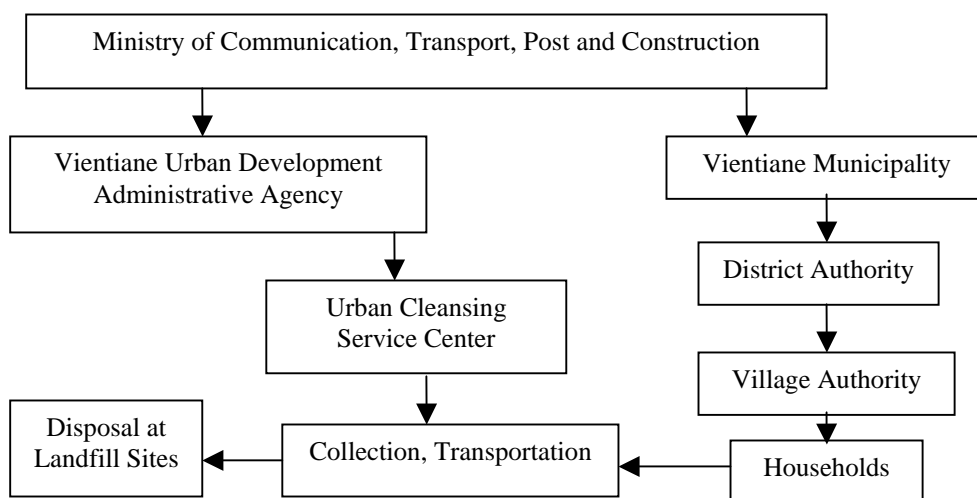 Ministry of Communication, Transport, Post and Construction
Vientiane Urban Development
Administrative Agency
Vientiane Municipality
District Authority
Urban Cleansing
Service Center
Village Authority
Disposal at
Landfill Sites
Collection, Transportation
Households